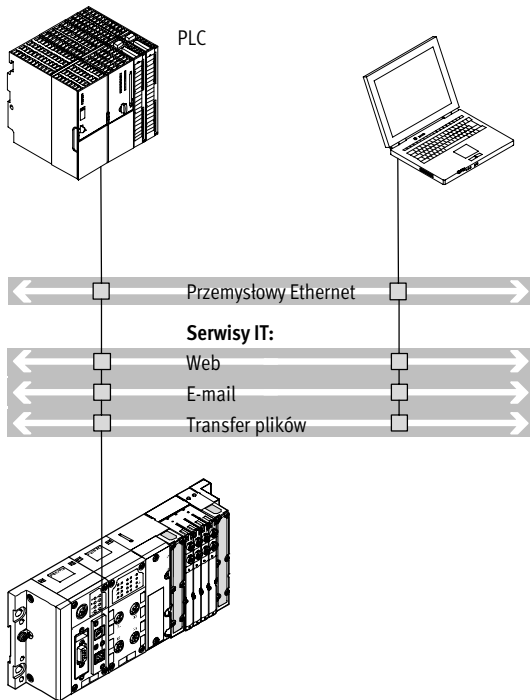 PLC
Przemysłowy Ethernet
Serwisy IT:
Web
E-mail
Transfer plików